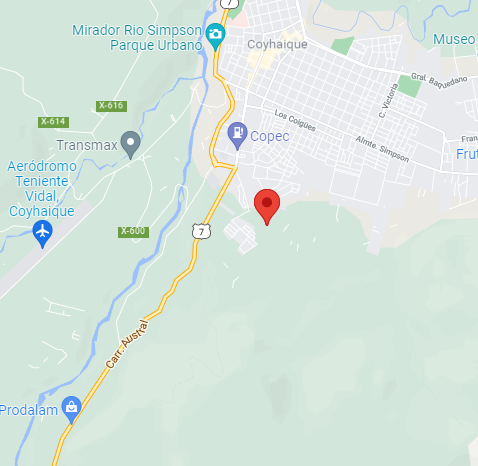 7
Mirador Rio Simpson
Parque Urbano
Coyhaique
Museo
Gral. Baquedano
C. Victoria
X-616
X-614
Los Coigües
Almte. Simpson
Fran
Transmax
Copec
Frut
Aeródromo
Teniente
Vidal,
Coyhaique
X-600
7
Carr. Austral
Prodalam